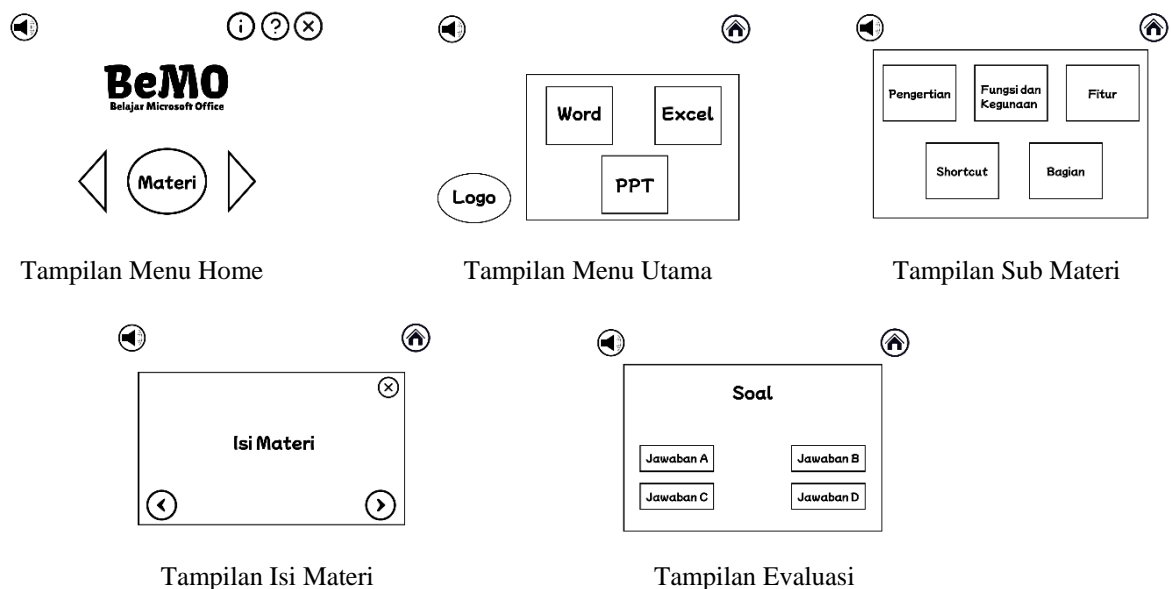 BeMO
Belajar Microsoft Office
Materi
Tampilan Menu Home
Word
Excel
PPT
Logo
Tampilan Menu Utama
Pengertian
Fungsi dan
Kegunaan
Fitur
Shortcut
Bagian
Tampilan Sub Materi
Isi Materi
Tampilan Isi Materi
Soal
Jawaban A
Jawaban B
Jawaban C
Jawaban D
Tampilan Evaluasi